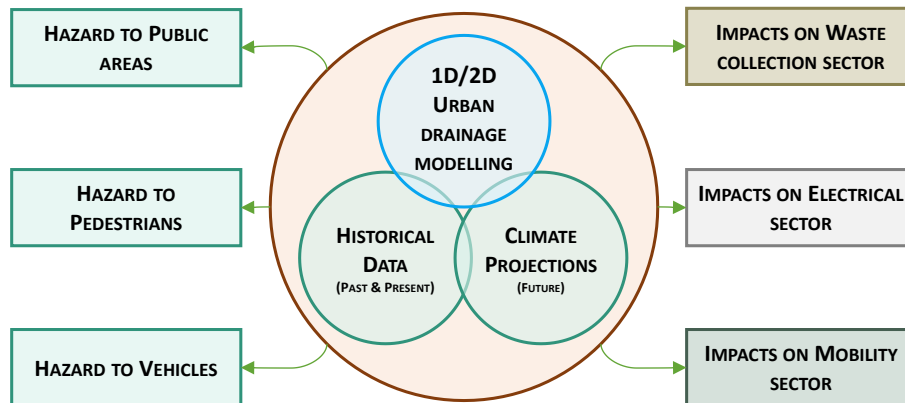 Hazard to Public
areas
Hazard to
Pedestrians
Hazard to Vehicles
1D/2D
Urban
drainage
modelling
Historical
Data
(Past & Present)
Climate
Projections
(Future)
Impacts on Waste
collection sector
Impacts on Electrical
sector
Impacts on Mobility
sector